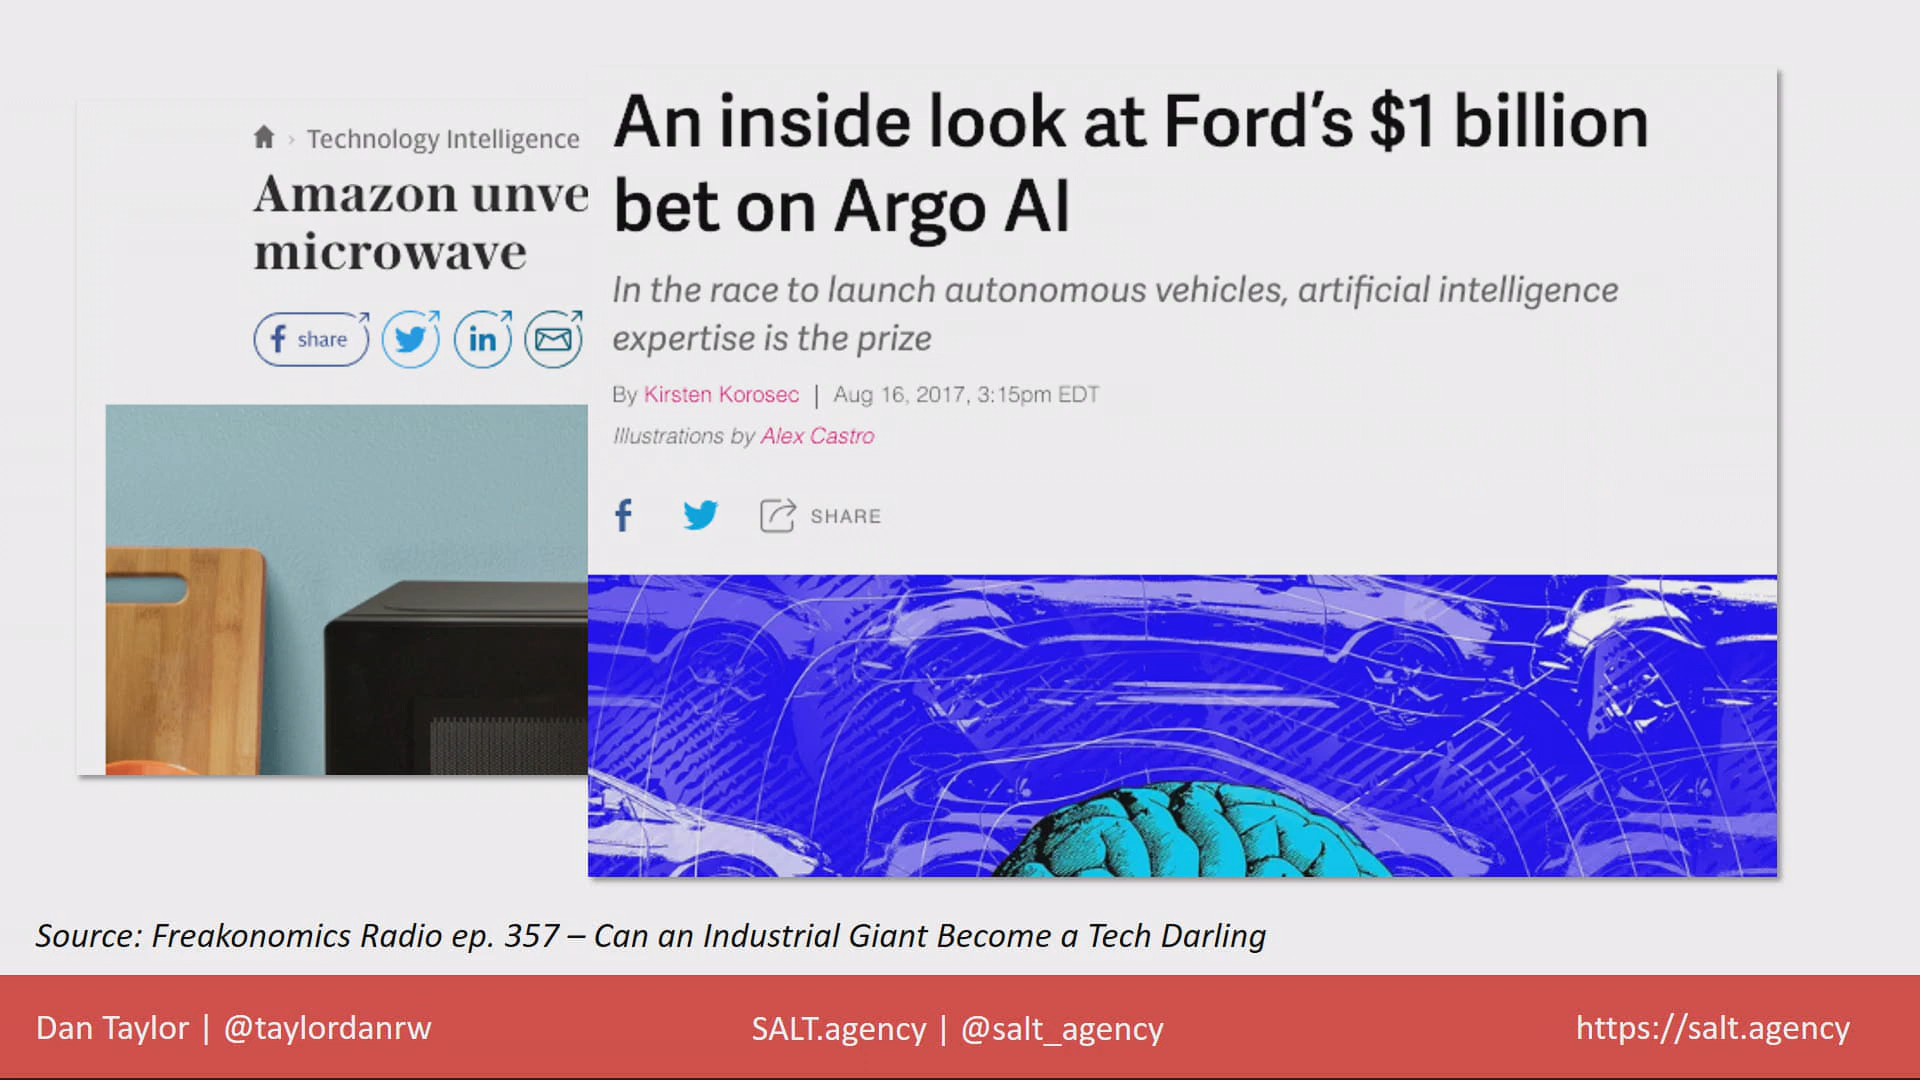 Technology Intelligence
Amazon unve
microwave
share
An inside look at Ford's $1 billion
bet on Argo AI
In the race to launch autonomous vehicles, artificial intelligence
expertise is the prize
By Kirsten Korosec | Aug 16, 2017, 3:15pm EDT
Illustrations by Alex Castro
SHARE
Source: Freakonomics Radio ep. 357 – Can an Industrial Giant Become a Tech Darling
Dan Taylor | @taylordanrw
SALT.agency | @salt_agency
https://salt.agency